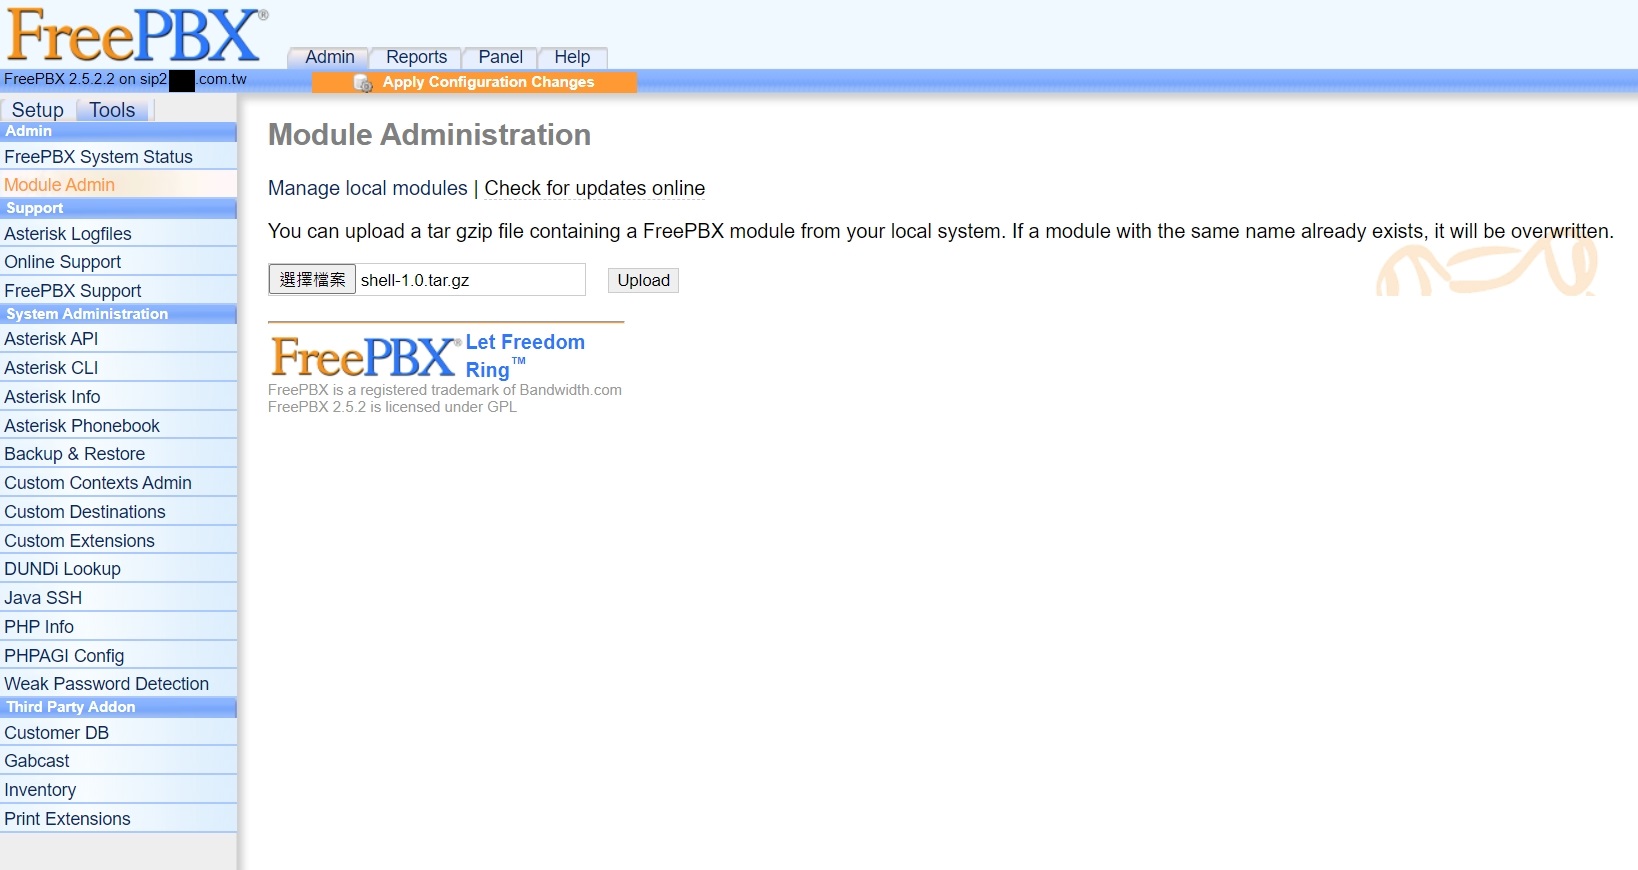 FreePBX®
Admin Reports Panel Help
FreePBX 2.5.2.2 on sip2 .com.tw
Apply Configuration Changes
Setup Tools
Admin
FreePBX System Status
Module Admin
Support
Asterisk Logfiles
Online Support
FreePBX Support
System Administration
Asterisk API
Asterisk CLI
Asterisk Info
Asterisk Phonebook
Backup & Restore
Custom Contexts Admin
Custom Destinations
Custom Extensions
DUNDi Lookup
Java SSH
PHP Info
PHPAGI Config
Weak Password Detection
Third Party Addon
Customer DB
Gabcast
Inventory
Print Extensions
Module Administration
Manage local modules | Check for updates online
You can upload a tar gzip file containing a FreePBX module from your local system. If a module with the same name already exists, it will be overwritten.
選擇檔案 shell-1.0.tar.gz Upload
FreePBX® Let Freedom
Ring™
FreePBX is a registered trademark of Bandwidth.com
FreePBX 2.5.2 is licensed under GPL